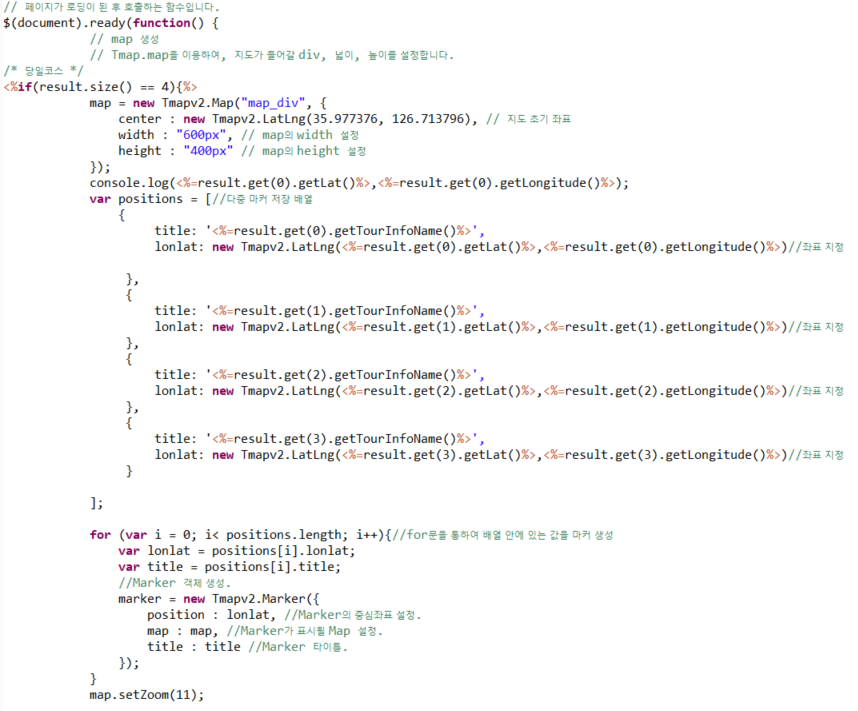 // 페이지가 로딩이 된 후 호출하는 함수입니다.
$(document).ready(function() {
// map 생성
// Tmap.map을 이용하여, 지도가 들어갈 div, 넓이, 높이를 설정합니다.
/* 당일코스 */
<%if(result.size() == 4){%>
map = new Tmapv2.Map("map_div", {
center : new Tmapv2.LatLng(35.977376, 126.713796), // 지도 초기 좌표
width : "600px", // map의 width 설정
height : "400px" // map의 height 설정
});
console.log(<%=result.get(0).getLat()%>,<%=result.get(0).getLongitude()%>);
var positions = [//다중 마커 저장 배열
{
title: '<%=result.get(0).getTourInfoName()%>',
lonlat: new Tmapv2.LatLng(<%=result.get(0).getLat()%>,<%=result.get(0).getLongitude()%>)//좌표 지정
},
{
title: '<%=result.get(1).getTourInfoName()%>',
lonlat: new Tmapv2.LatLng(<%=result.get(1).getLat()%>,<%=result.get(1).getLongitude()%>)//좌표 지정
},
{
title: '<%=result.get(2).getTourInfoName()%>',
lonlat: new Tmapv2.LatLng(<%=result.get(2).getLat()%>,<%=result.get(2).getLongitude()%>)//좌표 지정
},
{
title: '<%=result.get(3).getTourInfoName()%>',
lonlat: new Tmapv2.LatLng(<%=result.get(3).getLat()%>,<%=result.get(3).getLongitude()%>)//좌표 지정
}
];
for (var i = 0; i< positions.length; i++){//for문을 통하여 배열 안에 있는 값을 마커 생성
var lonlat = positions[i].lonlat;
var title = positions[i].title;
//Marker 객체 생성.
marker = new Tmapv2.Marker({
position : lonlat, //Marker의 중심좌표 설정.
map : map, //Marker가 표시될 Map 설정.
title : title //Marker 타이틀.
});
}
map.setZoom(11);